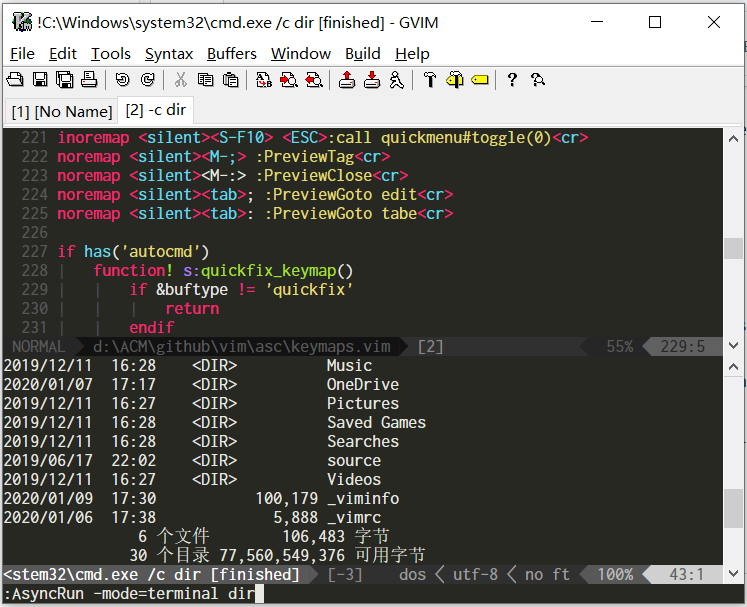 !C:\Windows\system32\cmd.exe /c dir [finished] - GVIM
File Edit Tools Syntax Buffers Window Build Help
[1] [No Name] [2] -c dir
221 inoremap <silent><S-F10> <ESC>:call quickmenu#toggle(0)<cr>
222 noremap <silent><M-;> :PreviewTag<cr>
223 noremap <silent><M-:> :PreviewClose<cr>
224 noremap <silent><tab>; :PreviewGoto edit<cr>
225 noremap <silent><tab>: :PreviewGoto tabe<cr>
226
227 if has('autocmd')
228 |   function! s:quickfix_keymap()
229 |   |   if &buftype != 'quickfix'
230 |   |   |   return
231 |   |   endif
NORMAL d:\ACM\github\vim\asc\keymaps.vim [2] 55% 229:5
2019/12/11  16:28    <DIR>          Music
2020/01/07  17:17    <DIR>          OneDrive
2019/12/11  16:27    <DIR>          Pictures
2019/12/11  16:28    <DIR>          Saved Games
2019/12/11  16:28    <DIR>          Searches
2019/06/17  22:02    <DIR>          source
2019/12/11  16:27    <DIR>          Videos
2020/01/09  17:30           100,179 _viminfo
2020/01/06  17:38             5,888 _vimrc
6 个文件        106,483 字节
30 个目录 77,560,549,376 可用字节
<stem32\cmd.exe /c dir [finished] [-3] dos < utf-8 < no ft 100% 43:1
:AsyncRun -mode=terminal dir